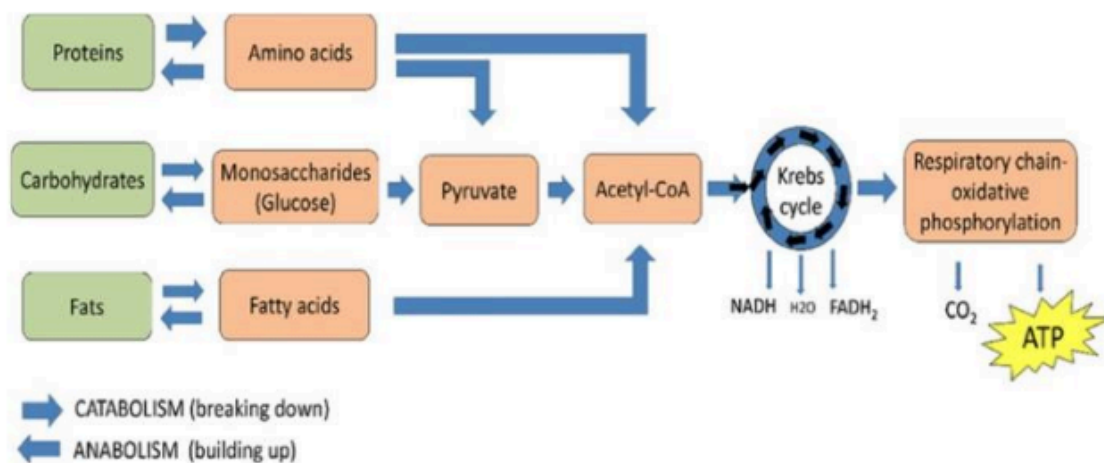 Proteins
Amino acids
Carbohydrates
Monosaccharides
(Glucose)
Pyruvate
Acetyl-CoA
Krebs
cycle
Respiratory chain-
oxidative
phosphorylation
Fats
Fatty acids
NADH
H2O
FADH₂
CO₂
ATP
CATABOLISM (breaking down)
ANABOLISM (building up)